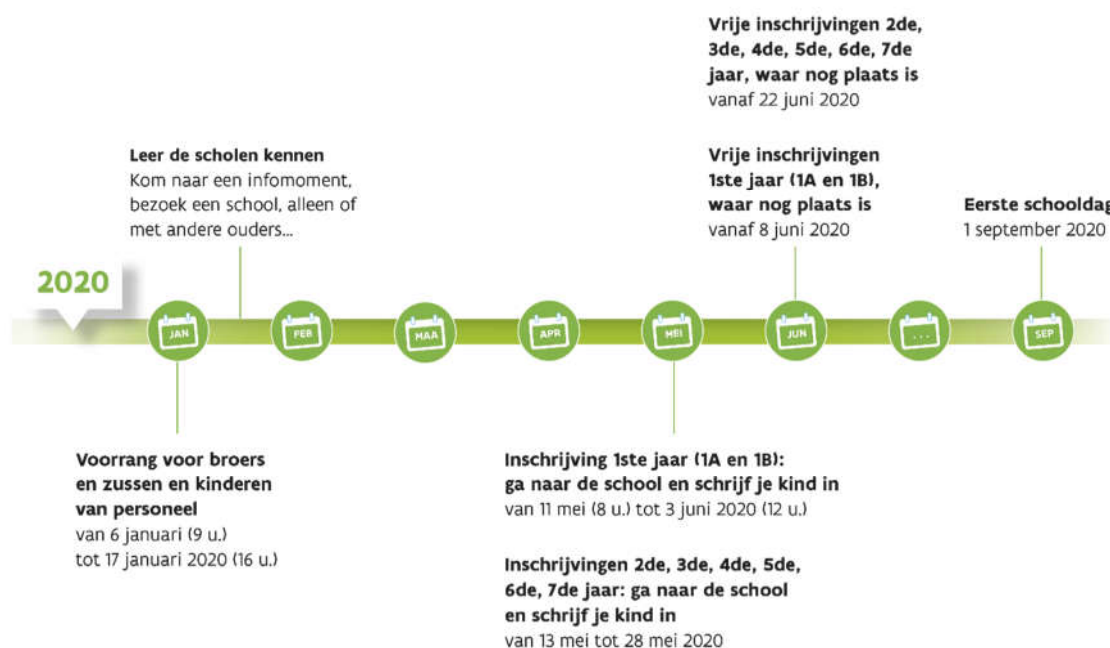 Vrije inschrijvingen 2de,
3de, 4de, 5de, 6de, 7de
jaar, waar nog plaats is
vanaf 22 juni 2020
Leer de scholen kennen
Kom naar een infomoment,
bezoek een school, alleen of
met andere ouders...
Vrije inschrijvingen
1ste jaar (1A en 1B),
waar nog plaats is
vanaf 8 juni 2020
Eerste schooldag
1 september 2020
2020
JAN
FEB
MAA
APR
MEI
JUN
...
SEP
Voorrang voor broers
en zussen en kinderen
van personeel
van 6 januari (9 u.)
tot 17 januari 2020 (16 u.)
Inschrijving 1ste jaar (1A en 1B):
ga naar de school en schrijf je kind in
van 11 mei (8 u.) tot 3 juni 2020 (12 u.)
Inschrijvingen 2de, 3de, 4de, 5de,
6de, 7de jaar: ga naar de school
en schrijf je kind in
van 13 mei tot 28 mei 2020